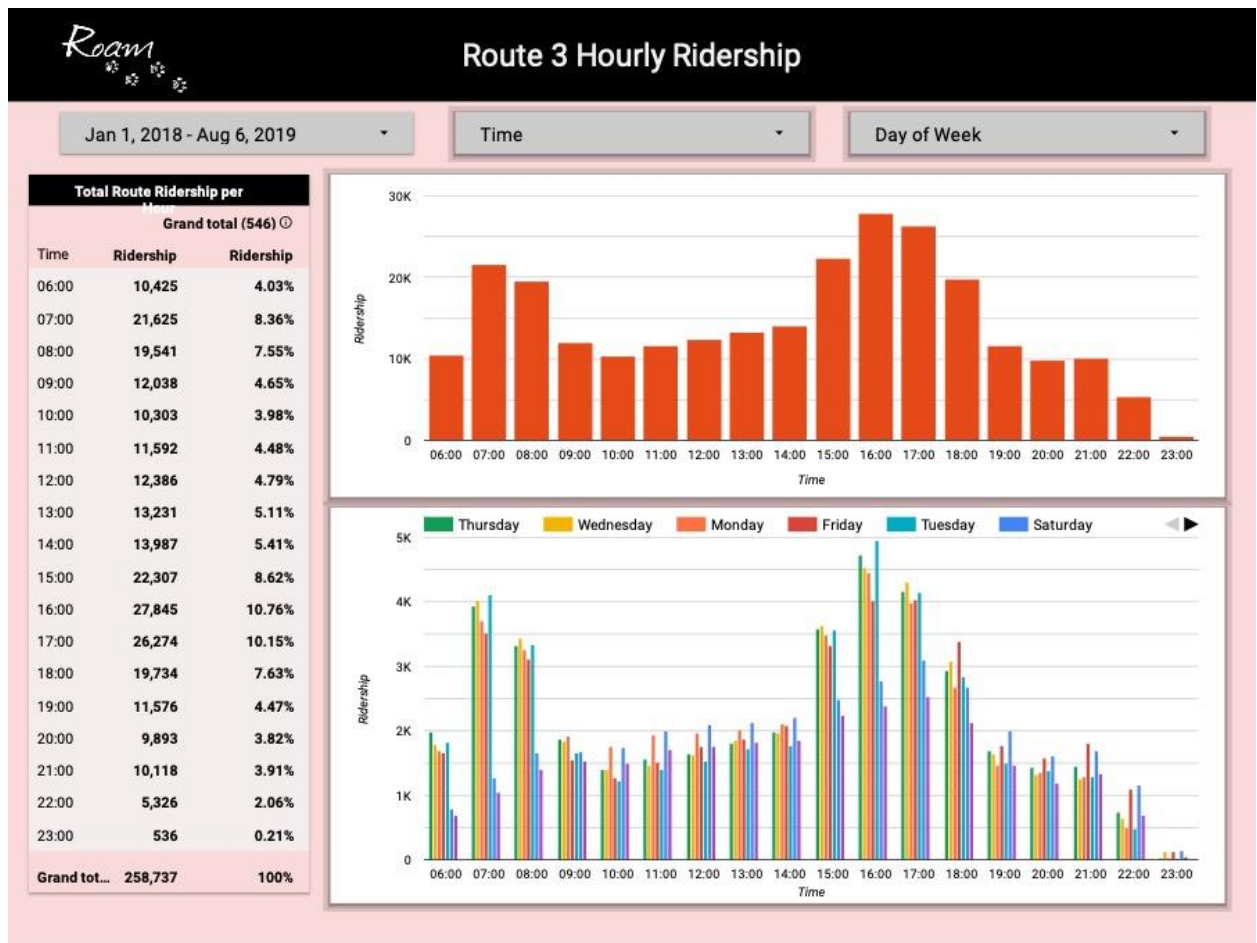 Roam
Route 3 Hourly Ridership
Jan 1, 2018 - Aug 6, 2019
Time
Day of Week
Total Route Ridership per
Hour
Grand total (546)
Time Ridership Ridership
06:00 10,425 4.03%
07:00 21,625 8.36%
08:00 19,541 7.55%
09:00 12,038 4.65%
10:00 10,303 3.98%
11:00 11,592 4.48%
12:00 12,386 4.79%
13:00 13,231 5.11%
14:00 13,987 5.41%
15:00 22,307 8.62%
16:00 27,845 10.76%
17:00 26,274 10.15%
18:00 19,734 7.63%
19:00 11,576 4.47%
20:00 9,893 3.82%
21:00 10,118 3.91%
22:00 5,326 2.06%
23:00 536 0.21%
Grand tot... 258,737 100%
30K
20K
10K
0
Ridership
06:00 07:00 08:00 09:00 10:00 11:00 12:00 13:00 14:00 15:00 16:00 17:00 18:00 19:00 20:00 21:00 22:00 23:00
Time
Thursday Wednesday Monday Friday Tuesday Saturday
5K
4K
3K
2K
1K
0
Ridership
06:00 07:00 08:00 09:00 10:00 11:00 12:00 13:00 14:00 15:00 16:00 17:00 18:00 19:00 20:00 21:00 22:00 23:00
Time